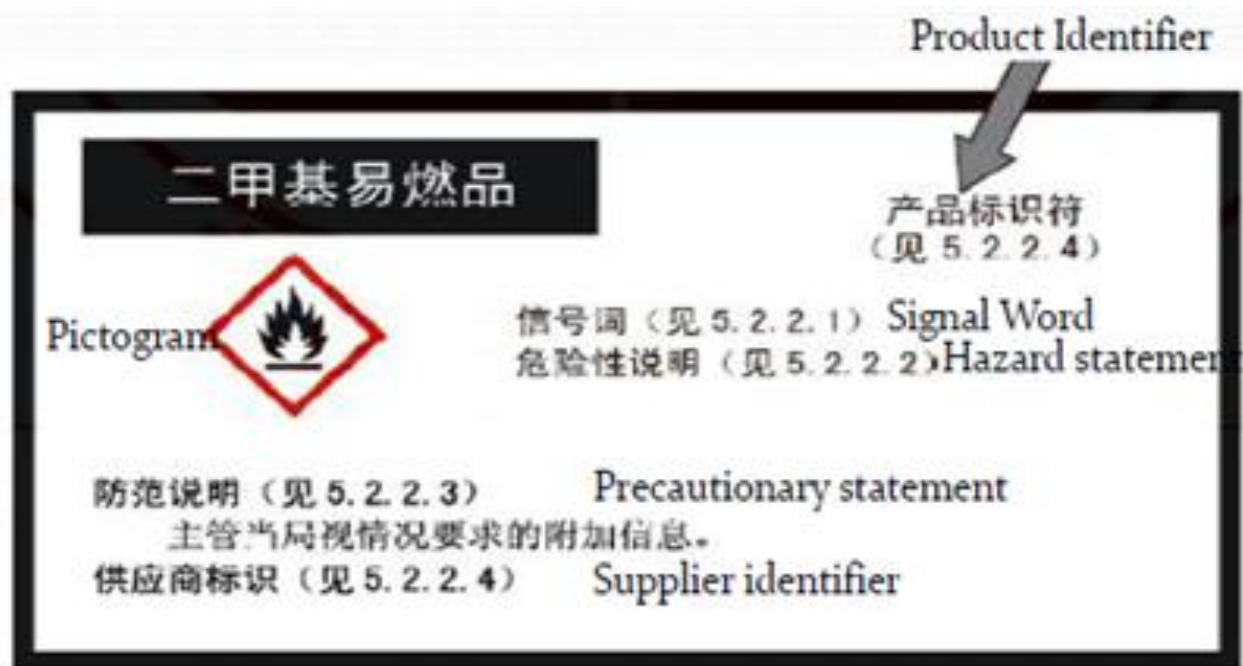 Product Identifier
二甲基易燃品
产品标识符
（见 5.2.2.4）
Pictogram
信号词（见 5.2.2.1） Signal Word
危险性说明（见 5.2.2.2）Hazard statement
防范说明（见 5.2.2.3） Precautionary statement
主管当局视情况要求的附加信息。
供应商标识（见 5.2.2.4） Supplier identifier